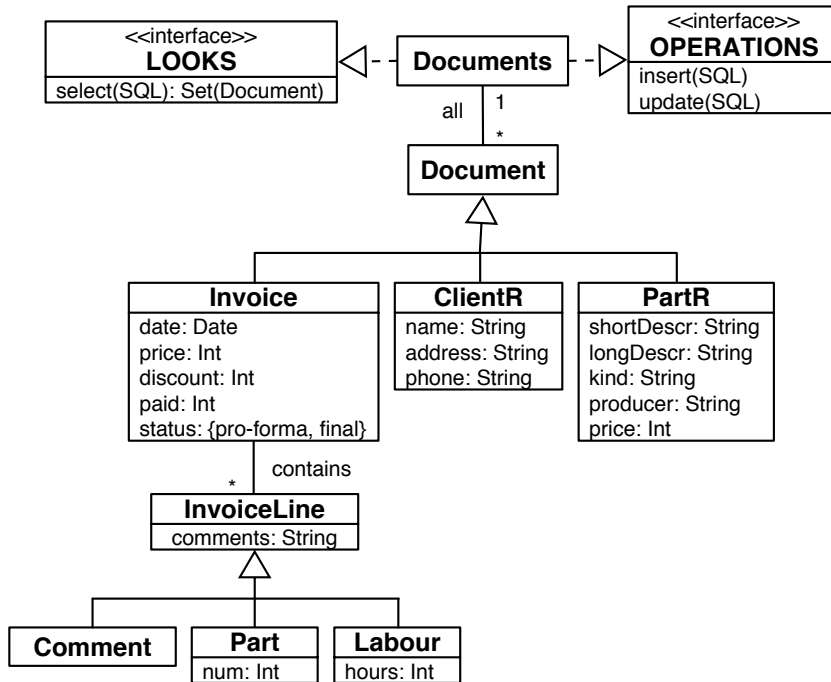 <<interface>>
LOOKS
select(SQL): Set(Document)
Documents
<<interface>>
OPERATIONS
insert(SQL)
update(SQL)
all
1
*
Document
Invoice
date: Date
price: Int
discount: Int
paid: Int
status: {pro-forma, final}
ClientR
name: String
address: String
phone: String
PartR
shortDescr: String
longDescr: String
kind: String
producer: String
price: Int
contains
*
InvoiceLine
comments: String
Comment
Part
num: Int
Labour
hours: Int